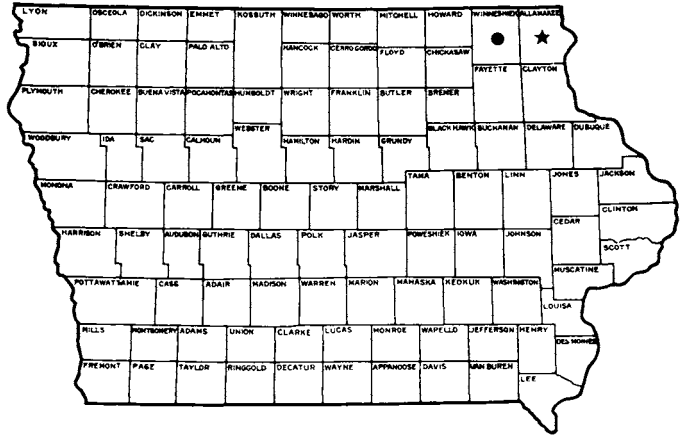 LYON OSCEOLA DICKINSON EMMET KOSSUTH WINNEBAGO WORTH MITCHELL HOWARD WINNESHIEK ALLAMAKEE
SIOUX O'BRIEN CLAY PALO ALTO HANCOCK CERRO GORDO FLOYD CHICKASAW
FAYETTE CLAYTON
PLYMOUTH CHEROKEE BUENA VISTA POCAHONTAS HUMBOLDT WRIGHT FRANKLIN BUTLER BREMER
WEBSTER BLACK HAWK BUCHANAN DELAWARE DUBUQUE
WOODBURY IDA SAC CALHOUN HAMILTON HARDIN GRUNDY
TAMA BENTON LINN JONES JACKSON
MONONA CRAWFORD CARROLL GREENE BOONE STORY MARSHALL
CLINTON
CEDAR
HARRISON SHELBY AUDUBON GUTHRIE DALLAS POLK JASPER POWESHIEK IOWA JOHNSON
SCOTT
MUSCATINE
POTTAWATTAMIE CASS ADAIR MADISON WARREN MARION MAHASKA KEOKUK WASHINGTON
LOUISA
MILLS MONTGOMERY ADAMS UNION CLARKE LUCAS MONROE WAPELLO JEFFERSON HENRY
DES MOINES
FREMONT PAGE TAYLOR RINGGOLD DECATUR WAYNE APPANOOSE DAVIS VAN BUREN
LEE